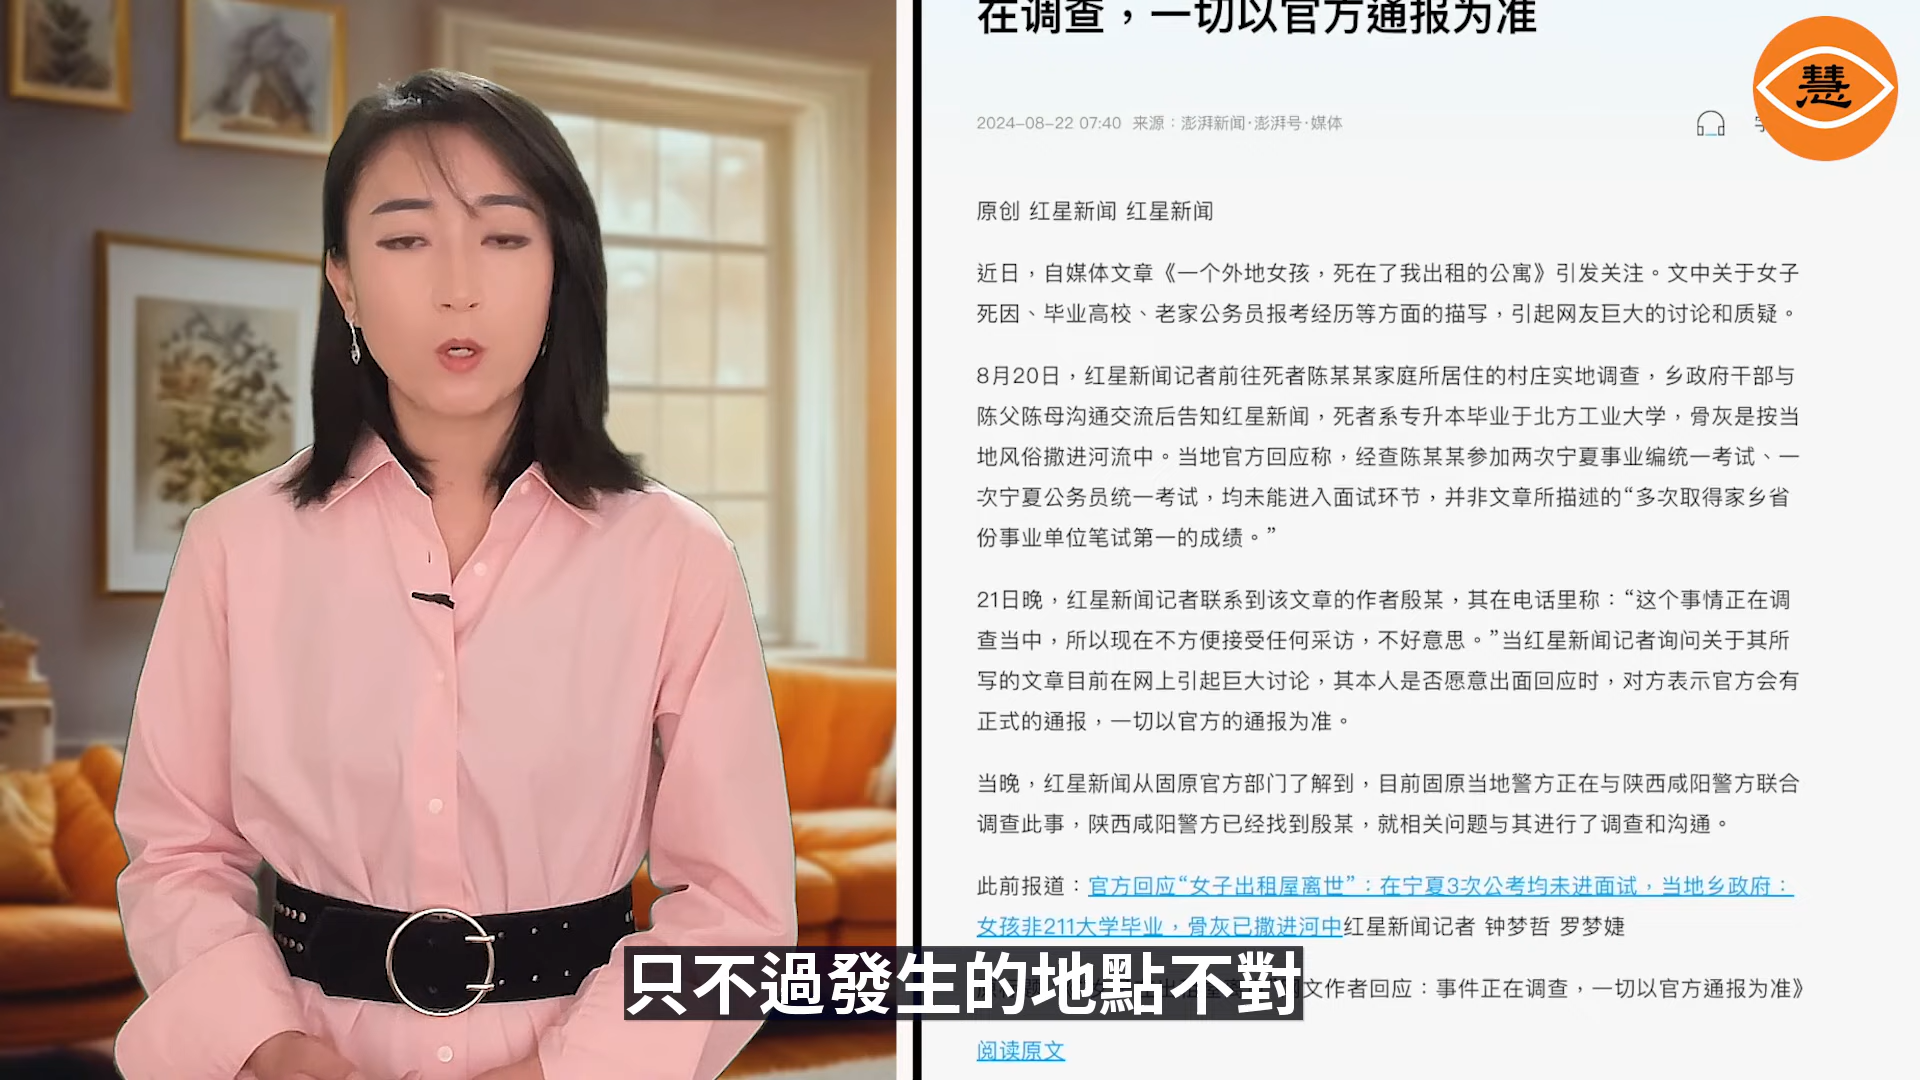 在调查，一切以官方通报为准
慧
2024-08-22 07:40 来源：澎湃新闻·澎湃号·媒体
原创 红星新闻 红星新闻
近日，自媒体文章《一个外地女孩，死在了我出租的公寓》引发关注。文中关于女子
死因、毕业高校、老家公务员报考经历等方面的描写，引起网友巨大的讨论和质疑。
8月20日，红星新闻记者前往死者陈某某家庭所居住的村庄实地调查，乡政府干部与
陈父陈母沟通交流后告知红星新闻，死者系专升本毕业于北方工业大学，骨灰是按当
地风俗撒进河流中。当地官方回应称，经查陈某某参加两次宁夏事业编统一考试、一
次宁夏公务员统一考试，均未能进入面试环节，并非文章所描述的“多次取得家乡省
份事业单位笔试第一的成绩。”
21日晚，红星新闻记者联系到该文章的作者殷某，其在电话里称：“这个事情正在调
查当中，所以现在不方便接受任何采访，不好意思。”当红星新闻记者询问关于其所
写的文章目前在网上引起巨大讨论，其本人是否愿意出面回应时，对方表示官方会有
正式的通报，一切以官方的通报为准。
当晚，红星新闻从固原官方部门了解到，目前固原当地警方正在与陕西咸阳警方联合
调查此事，陕西咸阳警方已经找到殷某，就相关问题与其进行了调查和沟通。
此前报道：官方回应“女子出租屋离世”：在宁夏3次公考均未进面试，当地乡政府：
女孩非211大学毕业，骨灰已撒进河中红星新闻记者 钟梦哲 罗梦婕
只不過發生的地點不對
文作者回应：事件正在调查，一切以官方通报为准》
阅读原文